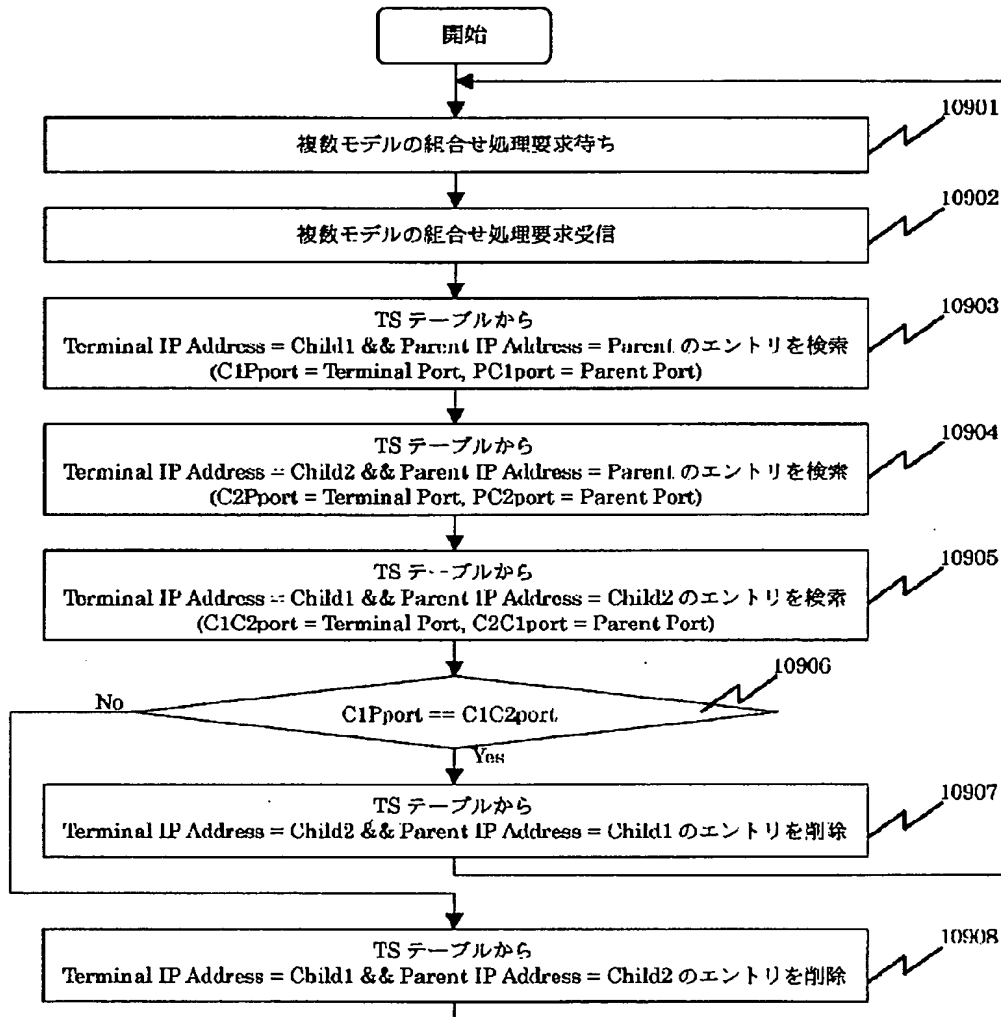 開始
10901
複数モデルの組合せ処理要求待ち
10902
複数モデルの組合せ処理要求受信
10903
TS テーブルから
Terminal IP Address = Child1 && Parent IP Address = Parent のエントリを検索
(C1Pport = Terminal Port, PC1port = Parent Port)
10904
TS テーブルから
Terminal IP Address = Child2 && Parent IP Address = Parent のエントリを検索
(C2Pport = Terminal Port, PC2port = Parent Port)
10905
TS テーブルから
Terminal IP Address = Child1 && Parent IP Address = Child2 のエントリを検索
(C1C2port = Terminal Port, C2C1port = Parent Port)
10906
No
C1Pport == C1C2port
Yes
10907
TS テーブルから
Terminal IP Address = Child2 && Parent IP Address = Child1 のエントリを削除
10908
TS テーブルから
Terminal IP Address = Child1 && Parent IP Address = Child2 のエントリを削除